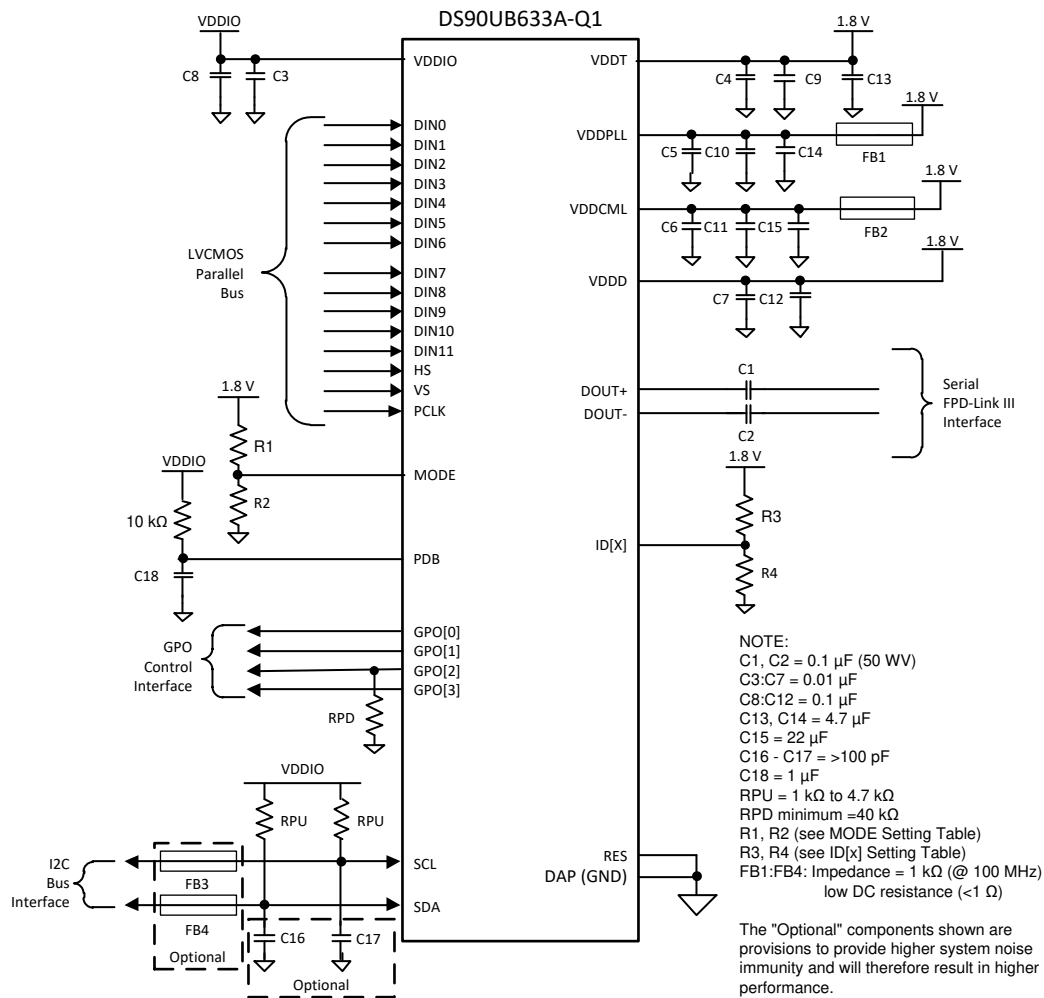 DS90UB633A-Q1
VDDIO
C8
C3
VDDIO
LVCMOS
Parallel
Bus
DIN0
DIN1
DIN2
DIN3
DIN4
DIN5
DIN6
DIN7
DIN8
DIN9
DIN10
DIN11
HS
VS
PCLK
1.8 V
R1
R2
MODE
VDDIO
10 kΩ
C18
PDB
GPO
Control
Interface
GPO[0]
GPO[1]
GPO[2]
GPO[3]
RPD
VDDIO
RPU
RPU
I2C
Bus
Interface
FB3
FB4
Optional
SCL
SDA
C16
C17
Optional
1.8 V
VDDT
C4
C9
C13
1.8 V
VDDPLL
C5
C10
C14
FB1
1.8 V
VDDCML
C6
C11
C15
FB2
1.8 V
VDDD
C7
C12
DOUT+
DOUT-
C1
C2
Serial
FPD-Link III
Interface
1.8 V
R3
ID[X]
R4
RES
DAP (GND)
NOTE:
C1, C2 = 0.1 µF (50 WV)
C3:C7 = 0.01 µF
C8:C12 = 0.1 µF
C13, C14 = 4.7 µF
C15 = 22 µF
C16 - C17 = >100 pF
C18 = 1 µF
RPU = 1 kΩ to 4.7 kΩ
RPD minimum =40 kΩ
R1, R2 (see MODE Setting Table)
R3, R4 (see ID[x] Setting Table)
FB1:FB4: Impedance = 1 kΩ (@ 100 MHz)
low DC resistance (<1 Ω)
The "Optional" components shown are
provisions to provide higher system noise
immunity and will therefore result in higher
performance.